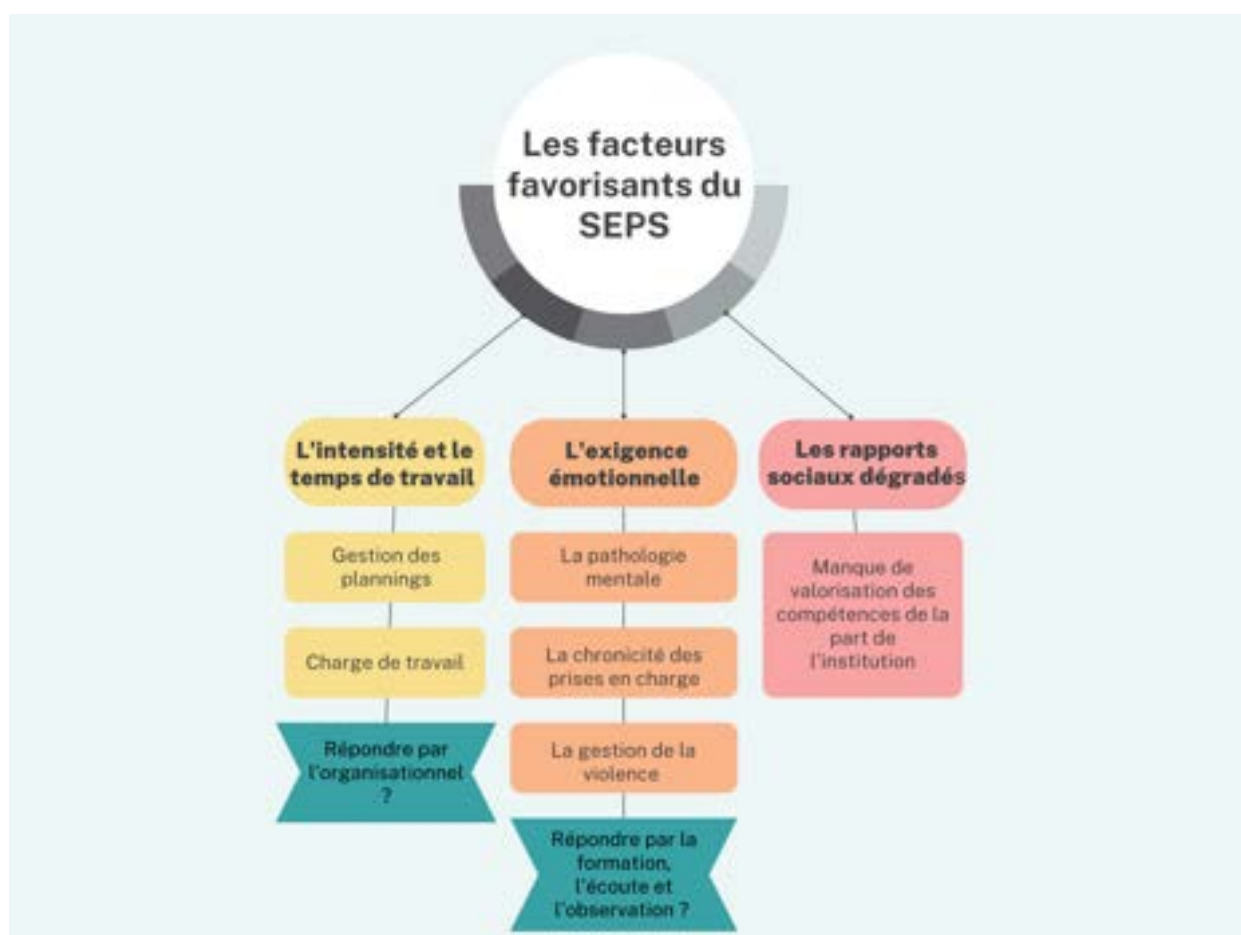 Les facteurs
favorisants du
SEPS
L'intensité et le
temps de travail
Gestion des
plannings
Charge de travail
Répondre par
l'organisationnel
?
L'exigence
émotionnelle
La pathologie
mentale
La chronicité des
prises en charge
La gestion de la
violence
Répondre par la
formation,
l'écoute et
l'observation ?
Les rapports
sociaux dégradés
Manque de
valorisation des
compétences de la
part de
l'institution